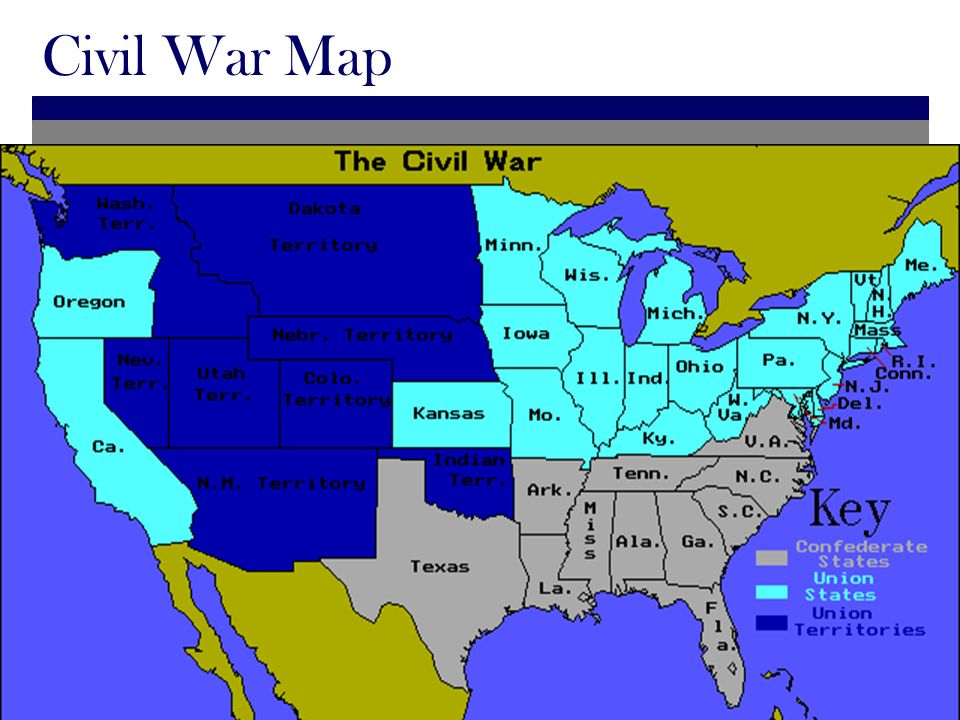 Civil War Map
The Civil War
Wash.
Terr.
Dakota
Territory
Minn.
Wis.
Mich.
Me.
Vt
N.
H.
N.Y.
Mass
R.I.
Conn.
Oregon
Nebr. Territory
Iowa
Ill.
Ind.
Ohio
Pa.
N.J.
Del.
Md.
Nev.
Terr.
Utah
Terr.
Colo.
Territory
Kansas
Mo.
W.
Va.
Ky.
V.A.
Ca.
N.M. Territory
Indian
Terr.
Ark.
Tenn.
N.C.
S.C.
Texas
La.
M
i
s
s
Ala.
Ga.
F
l
a.
Key
Confederate
States
Union
States
Union
Territories